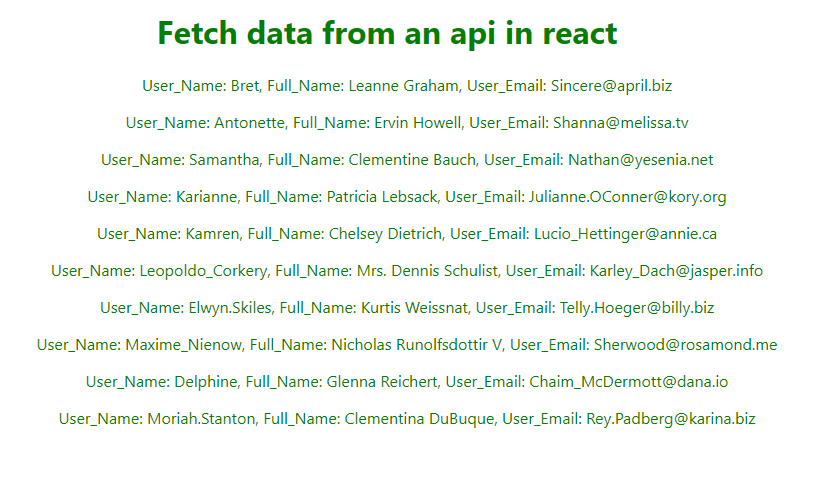 Fetch data from an api in react
User_Name: Bret, Full_Name: Leanne Graham, User_Email: Sincere@april.biz
User_Name: Antonette, Full_Name: Ervin Howell, User_Email: Shanna@melissa.tv
User_Name: Samantha, Full_Name: Clementine Bauch, User_Email: Nathan@yesenia.net
User_Name: Karianne, Full_Name: Patricia Lebsack, User_Email: Julianne.OConner@kory.org
User_Name: Kamren, Full_Name: Chelsey Dietrich, User_Email: Lucio_Hettinger@annie.ca
User_Name: Leopoldo_Corkery, Full_Name: Mrs. Dennis Schulist, User_Email: Karley_Dach@jasper.info
User_Name: Elwyn.Skiles, Full_Name: Kurtis Weissnat, User_Email: Telly.Hoeger@billy.biz
User_Name: Maxime_Nienow, Full_Name: Nicholas Runolfsdottir V, User_Email: Sherwood@rosamond.me
User_Name: Delphine, Full_Name: Glenna Reichert, User_Email: Chaim_McDermott@dana.io
User_Name: Moriah.Stanton, Full_Name: Clementina DuBuque, User_Email: Rey.Padberg@karina.biz